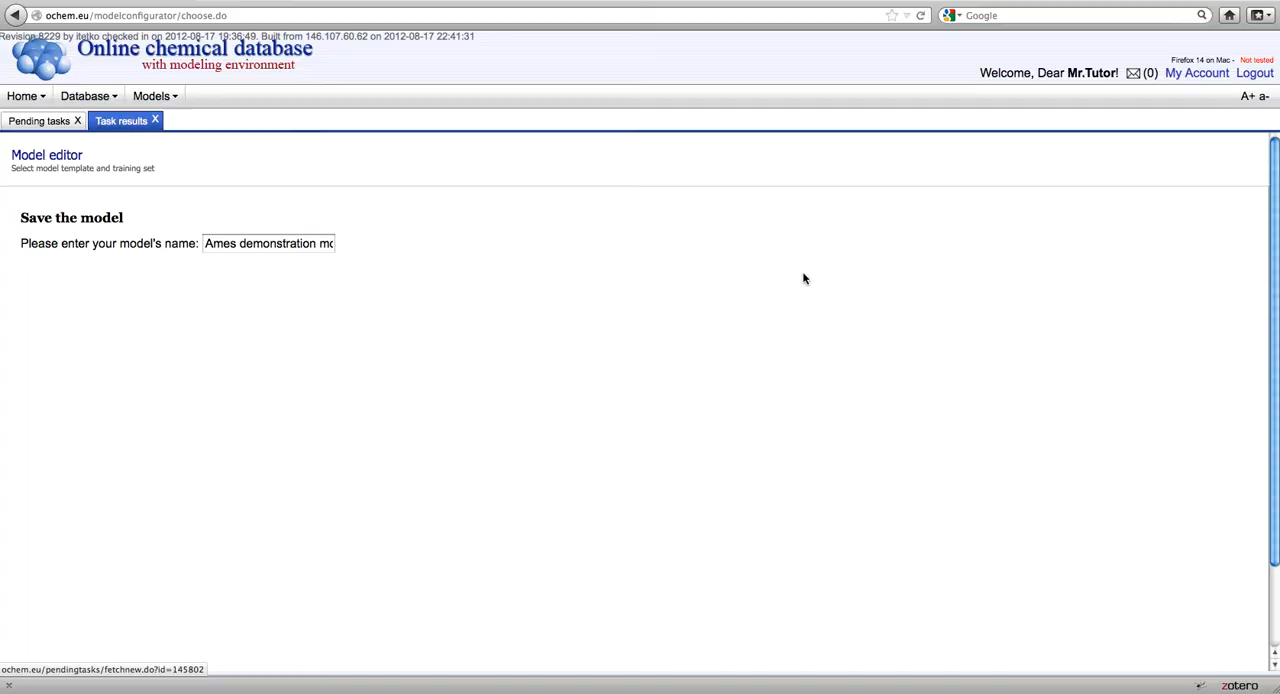 ochem.eu/modelconfigurator/choose.do
Google
Revision 8229 by itetko checked in on 2012-08-17 19:36:49. Built from 146.107.60.62 on 2012-08-17 22:41:31
Online chemical database
with modeling environment
Firefox 14 on Mac - Not tested
Welcome, Dear Mr.Tutor! (0) My Account Logout
Home Database Models A+ a-
Pending tasks X Task results X
Model editor
Select model template and training set
Save the model
Please enter your model's name: Ames demonstration mo
ochem.eu/pendingtasks/fetchnew.do?id=145802
zotero